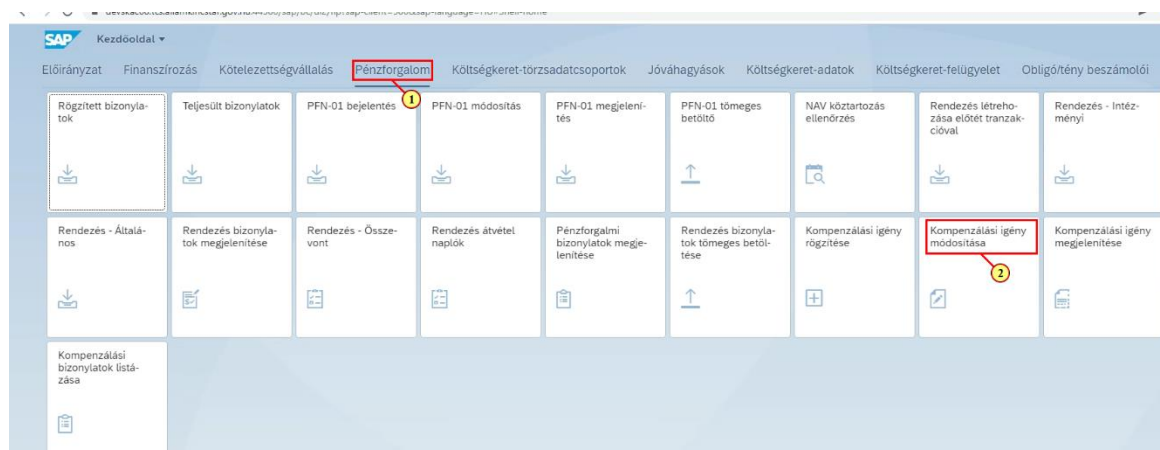 SAP Kezdőoldal
Előirányzat Finanszírozás Kötelezettségvállalás Pénzforgalom Költségkeret-törzsadatcsoportok Jóváhagyások Költségkeret-adatok Költségkeret-felügyelet Obligó/tény beszámolói
1
Rögzített bizonyla-
tok
Teljesült bizonylatok
PFN-01 bejelentés
PFN-01 módosítás
PFN-01 megjelení-
tés
PFN-01 tömeges
betöltő
NAV köztartozás
ellenőrzés
Rendezés létreho-
zása előtét tranzak-
cióval
Rendezés - Intéz-
ményi
Rendezés - Általá-
nos
Rendezés bizonyla-
tok megjelenítése
Rendezés - Össze-
vont
Rendezés átvétel
naplók
Pénzforgalmi
bizonylatok megje-
lenítése
Rendezés bizonyla-
tok tömeges betöl-
tése
Kompenzálási igény
rögzítése
Kompenzálási igény
módosítása
2
Kompenzálási igény
megjelenítése
Kompenzálási
bizonylatok listá-
zása